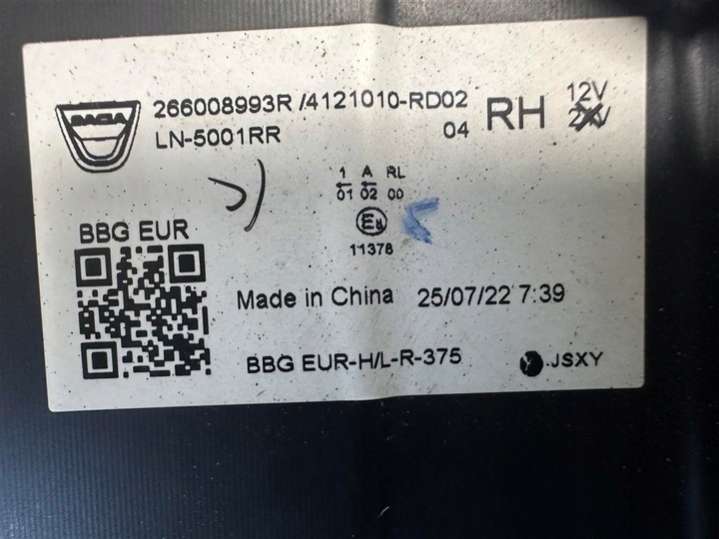 DACIA
266008993R /4121010-RD02
LN-5001RR 04
RH
12V
1 A RL
01 02 00
11378
BBG EUR
Made in China 25/07/22 7:39
BBG EUR-H/L-R-375
JSXY